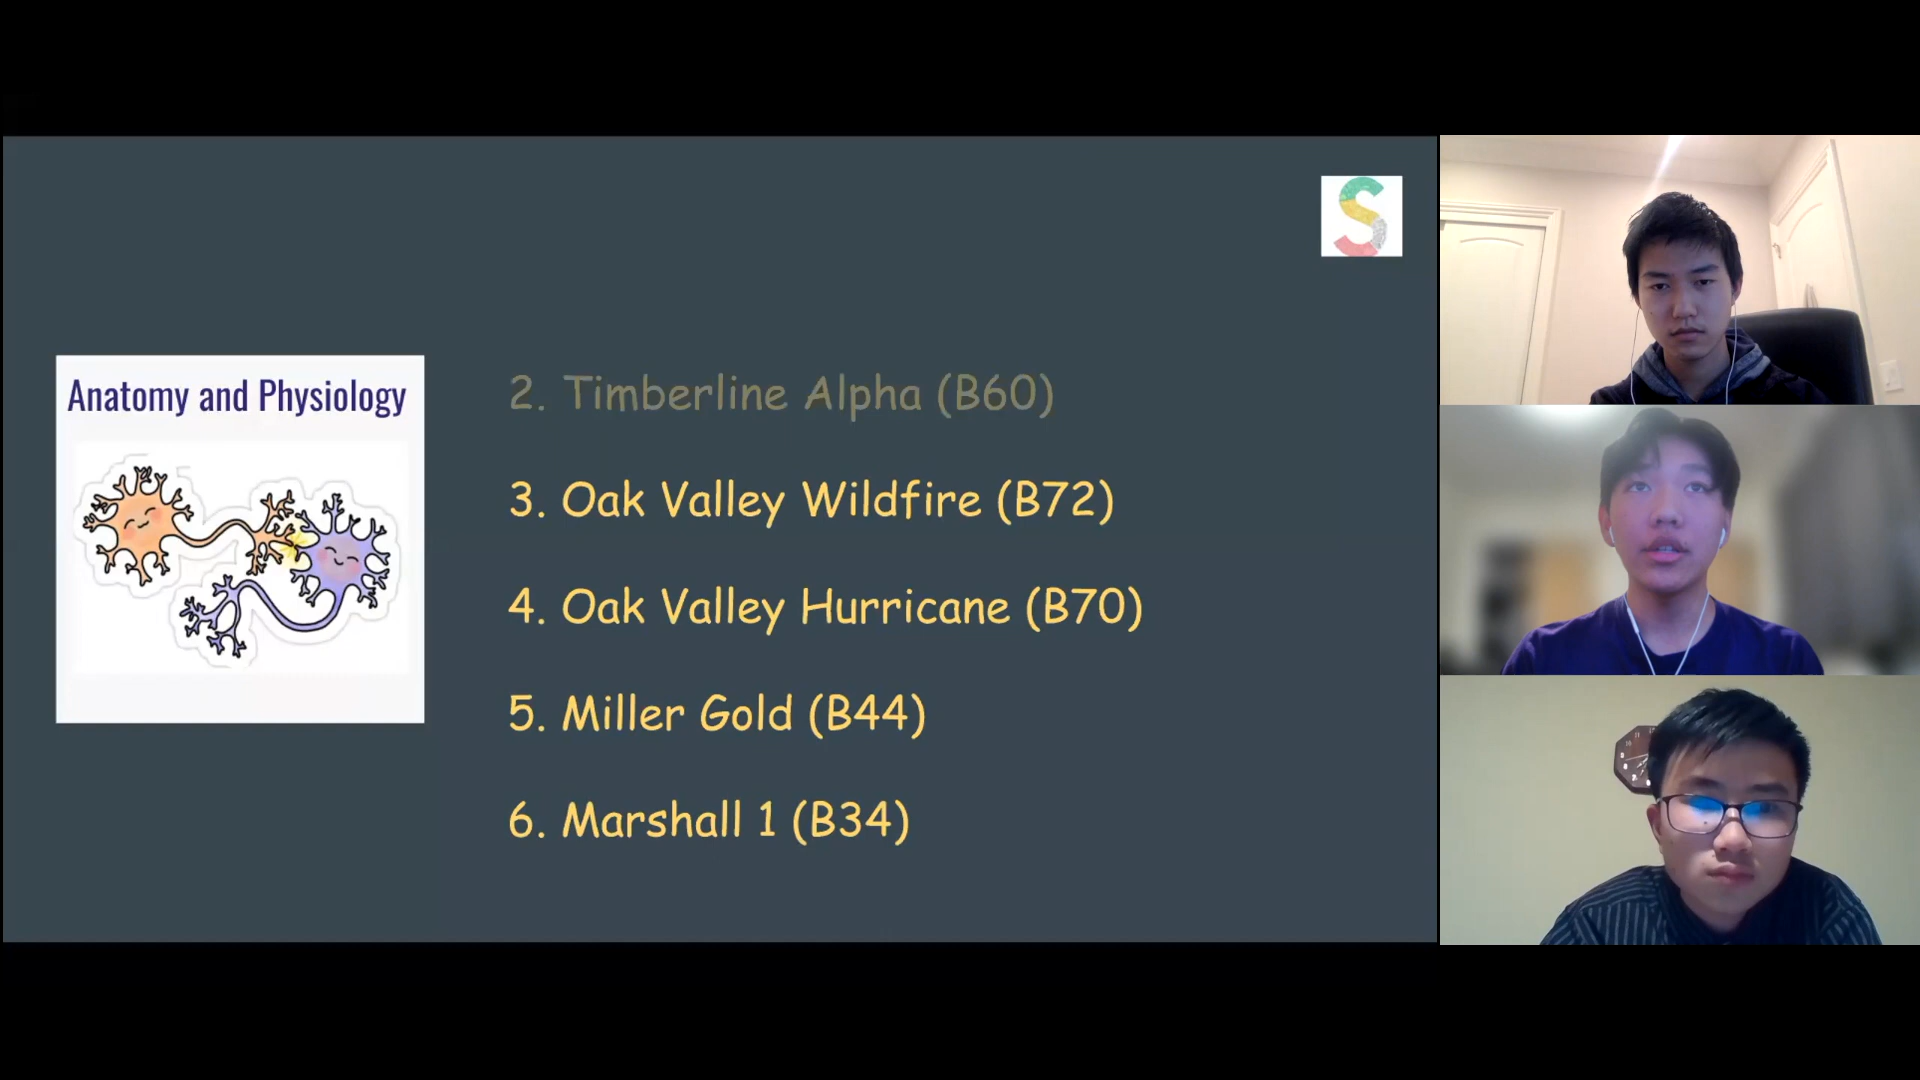 Anatomy and Physiology
2. Timberline Alpha (B60)
3. Oak Valley Wildfire (B72)
4. Oak Valley Hurricane (B70)
5. Miller Gold (B44)
6. Marshall 1 (B34)